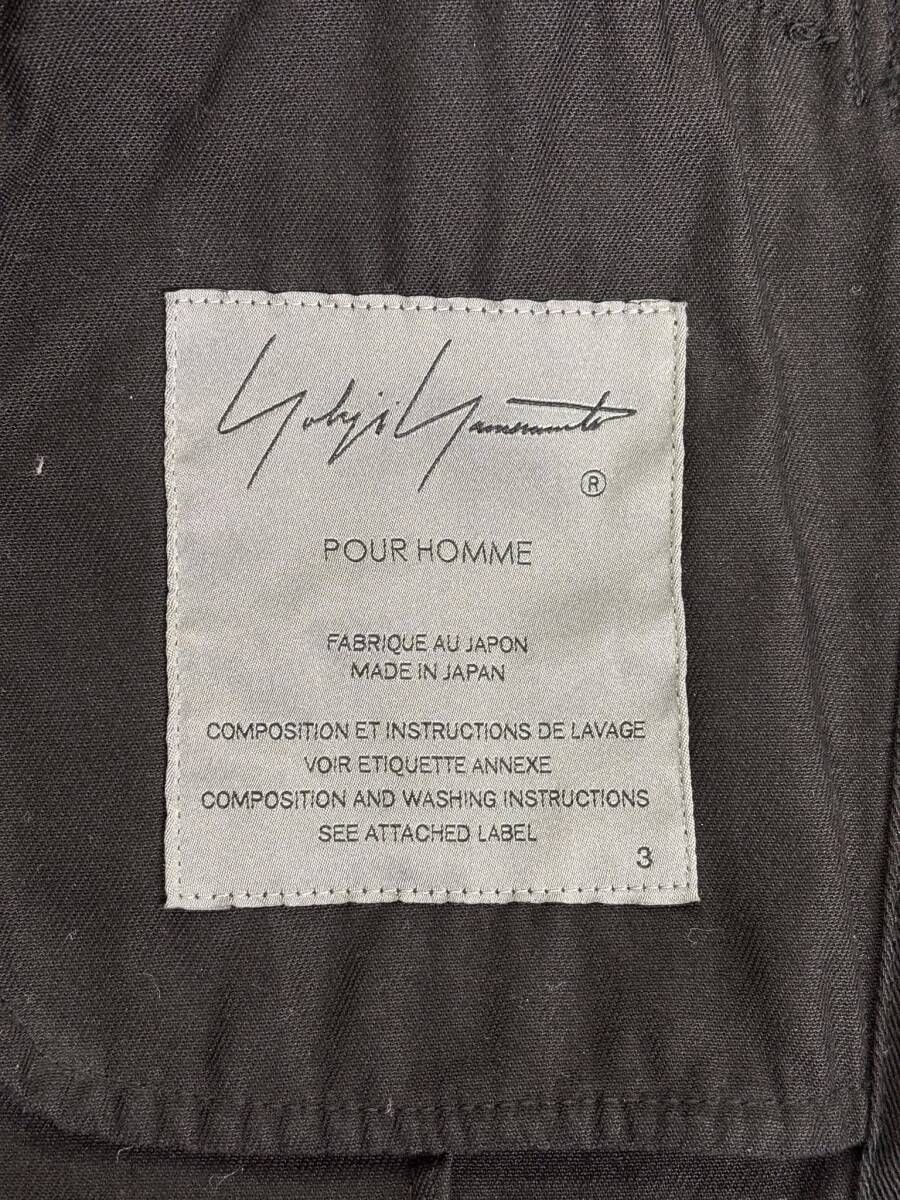 Yohji Yamamoto
®
POUR HOMME
FABRIQUE AU JAPON
MADE IN JAPAN
COMPOSITION ET INSTRUCTIONS DE LAVAGE
VOIR ETIQUETTE ANNEXE
COMPOSITION AND WASHING INSTRUCTIONS
SEE ATTACHED LABEL
3